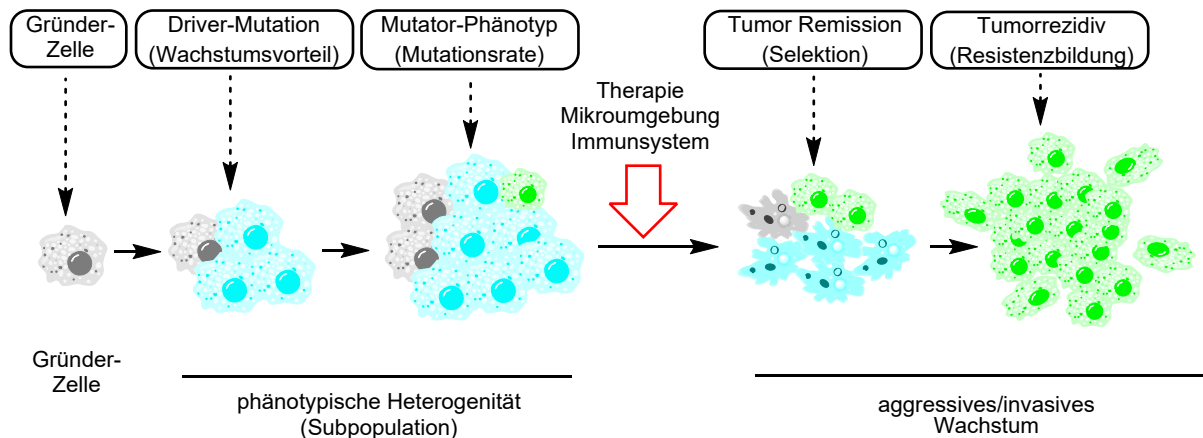 Gründer-
Zelle
Driver-Mutation
(Wachstumsvorteil)
Mutator-Phänotyp
(Mutationsrate)
Tumor Remission
(Selektion)
Tumorrezidiv
(Resistenzbildung)
Therapie
Mikroumgebung
Immunsystem
Gründer-
Zelle
phänotypische Heterogenität
(Subpopulation)
aggressives/invasives
Wachstum